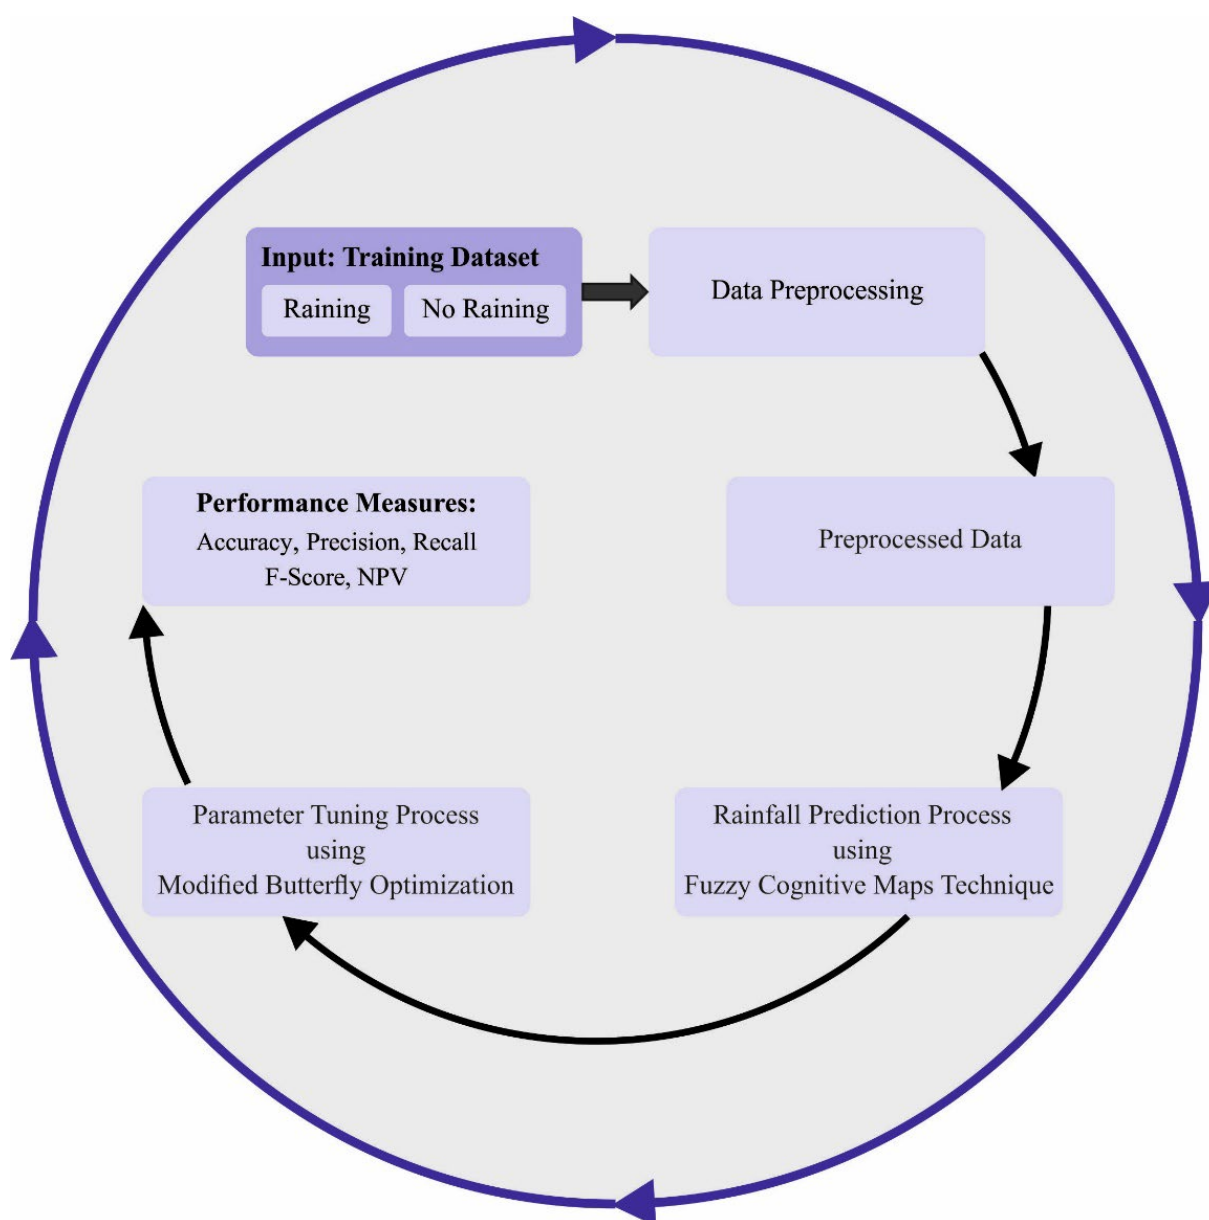 Input: Training Dataset
Raining
No Raining
Data Preprocessing
Preprocessed Data
Rainfall Prediction Process
using
Fuzzy Cognitive Maps Technique
Parameter Tuning Process
using
Modified Butterfly Optimization
Performance Measures:
Accuracy, Precision, Recall
F-Score, NPV